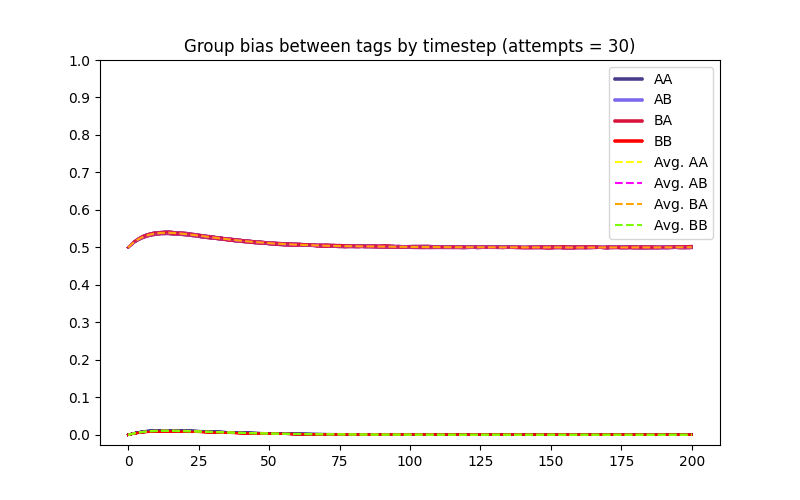 Group bias between tags by timestep (attempts = 30)
1.0
0.9
0.8
0.7
0.6
0.5
0.4
0.3
0.2
0.1
0.0
AA
AB
BA
BB
Avg. AA
Avg. AB
Avg. BA
Avg. BB
0 25 50 75 100 125 150 175 200